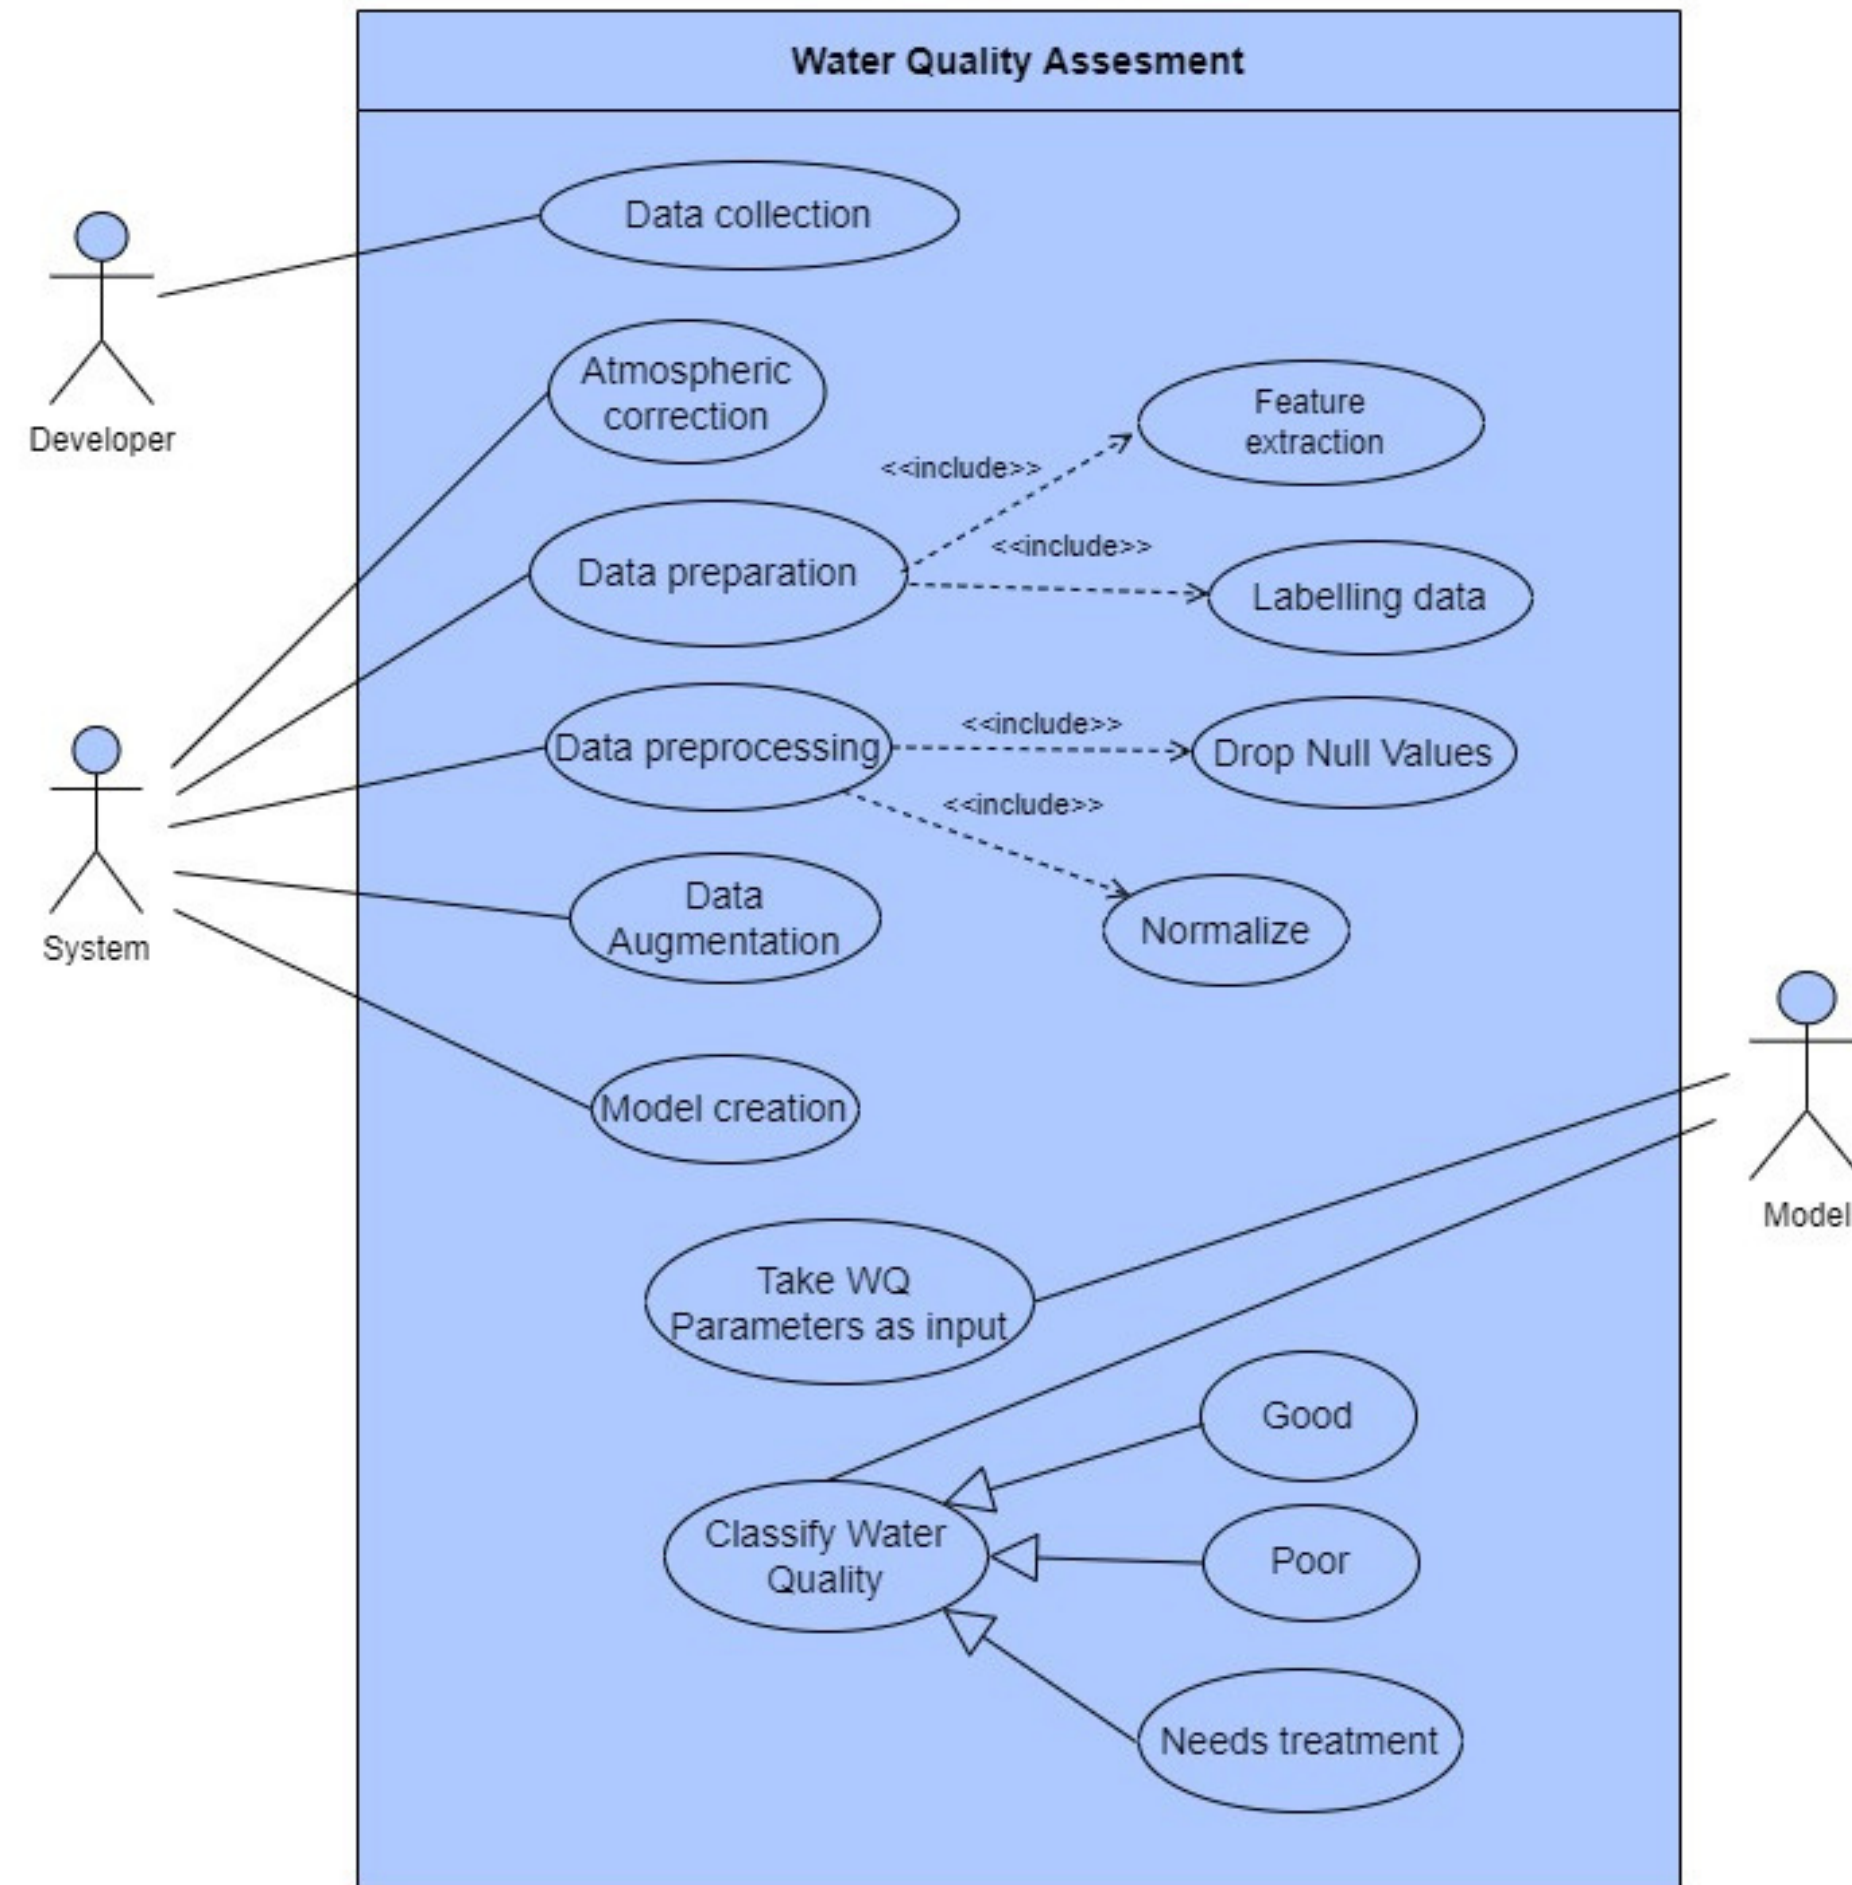 Water Quality Assesment
Data collection
Developer
Atmospheric
correction
Feature
extraction
<<include>>
<<include>>
Data preparation
Labelling data
<<include>>
Data preprocessing
Drop Null Values
<<include>>
System
Data
Augmentation
Normalize
Model creation
Model
Take WQ
Parameters as input
Good
Classify Water
Quality
Poor
Needs treatment